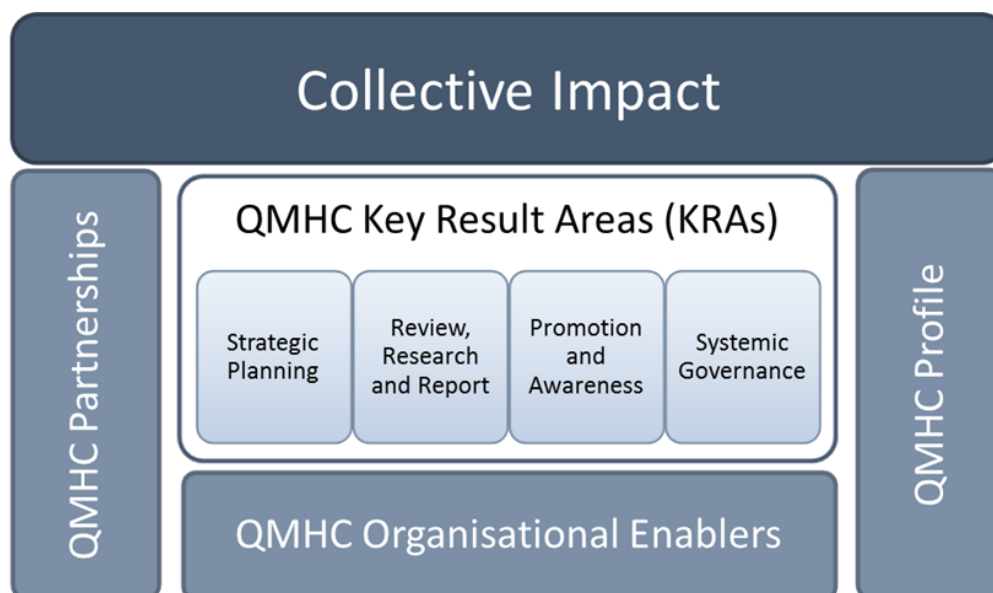 Collective Impact
QMHC Partnerships
QMHC Key Result Areas (KRAs)
Strategic
Planning
Review,
Research
and Report
Promotion
and
Awareness
Systemic
Governance
QMHC Profile
QMHC Organisational Enablers